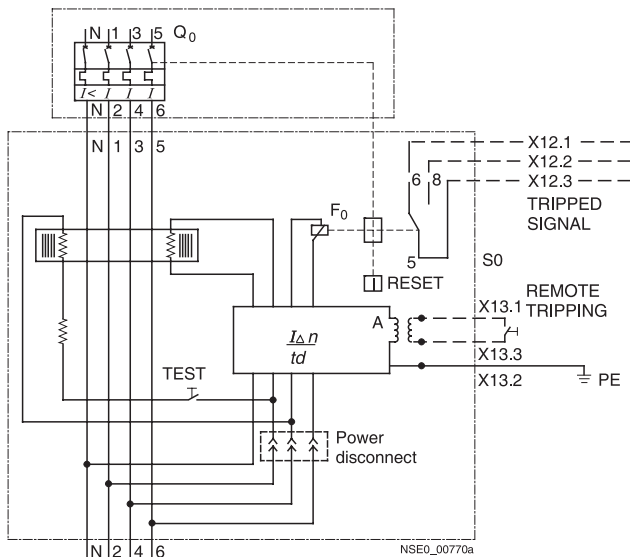 N 1 3 5 Q0
I< I I I
N 2 4 6
N 1 3 5
X12.1
X12.2
6 8
X12.3
TRIPPED
SIGNAL
F0
5
S0
RESET
X13.1
REMOTE
TRIPPING
A
I∆ n
td
X13.3
X13.2
PE
TEST
Power
disconnect
N 2 4 6
NSE0_00770a